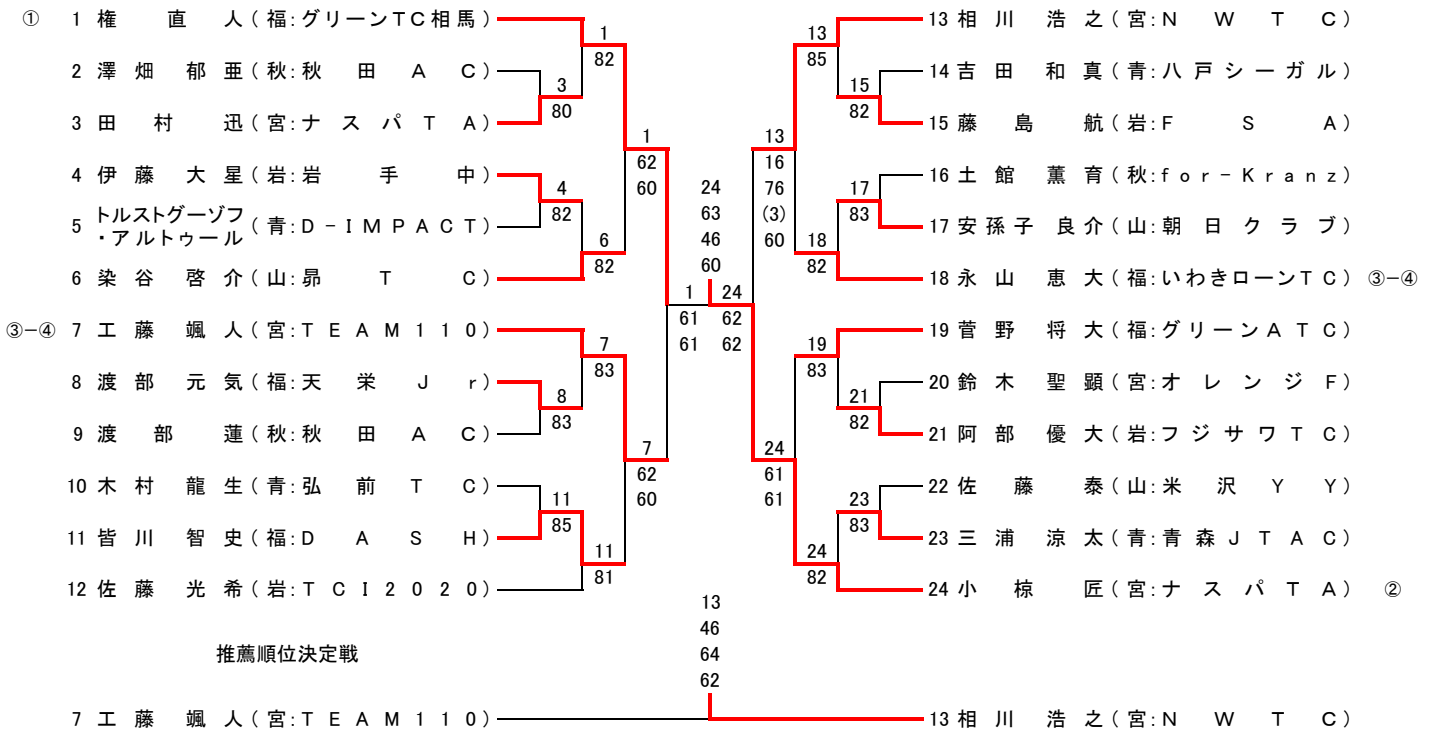 ① 1 権 直 人 (福:グリーンTC相馬)
2 澤 畑 郁 亜 (秋:秋 田 A C)
3 田 村 迅 (宮:ナ ス パ T A)
4 伊 藤 大 星 (岩:岩 手 中)
5 トルストグーゾフ・アルトゥール (青:D-IMPACT)
6 染 谷 啓 介 (山:昴 T C)
③-④ 7 工 藤 颯 人 (宮:TEAM110)
8 渡 部 元 気 (福:天 栄 J r)
9 渡 部 蓮 (秋:秋 田 A C)
10 木 村 龍 生 (青:弘 前 T C)
11 皆 川 智 史 (福:D A S H)
12 佐 藤 光 希 (岩:TCI2020)
3
80
4
82
8
83
11
85
1
82
6
82
7
83
11
81
1
62
60
7
62
60
1
61
61
24
63
46
60
24
62
62
13
16
76
(3)
60
24
61
61
13
85
18
82
19
83
24
82
15
82
17
83
21
82
23
83
13 相 川 浩 之 (宮:N W T C)
14 吉 田 和 真 (青:八戸シーガル)
15 藤 島 航 (岩:F S A)
16 土 館 薫 育 (秋:for-Kranz)
17 安 孫 子 良 介 (山:朝 日 ク ラ ブ)
18 永 山 恵 大 (福:いわきローンTC) ③-④
19 菅 野 将 大 (福:グリーンATC)
20 鈴 木 聖 顕 (宮:オ レ ン ジ F)
21 阿 部 優 大 (岩:フジサワTC)
22 佐 藤 泰 (山:米 沢 Y Y)
23 三 浦 涼 太 (青:青森JTAC)
24 小 椋 匠 (宮:ナ ス パ T A) ②
推薦順位決定戦
13
46
64
62
7 工 藤 颯 人 (宮:TEAM110)
13 相 川 浩 之 (宮:N W T C)